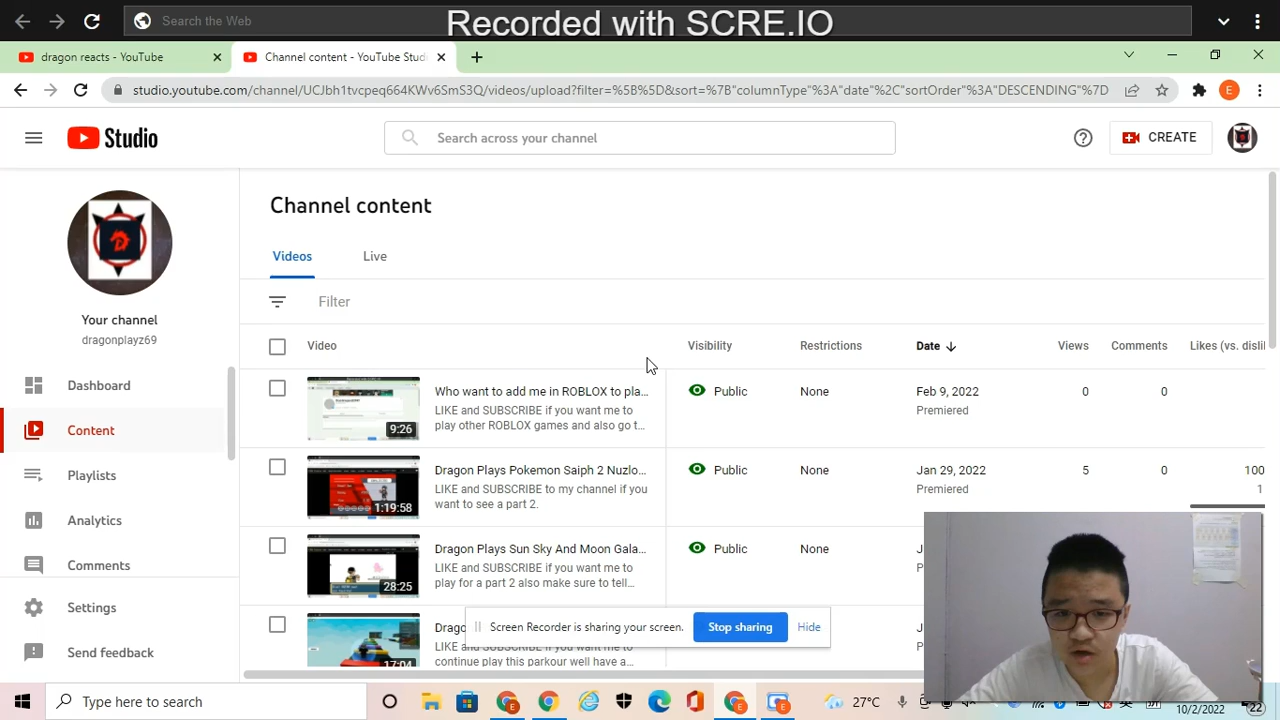 Search the Web
Recorded with SCRE.IO
dragon reacts - YouTube
Channel content - YouTube Stud
studio.youtube.com/channel/UCJbh1tvcpeq664KWv6SmS3Q/videos/upload?filter=%5B%5D&sort=%7B"columnType"%3A"date"%2C"sortOrder"%3A"DESCENDING"%7D
E
Studio
Search across your channel
CREATE
Channel content
Videos
Live
Filter
Your channel
dragonplayz69
Dashboard
Content
Playlists
Analytics
Comments
Settings
Send feedback
Video
Visibility
Restrictions
Date
Views
Comments
Likes (vs. disli
Who want to add me in ROBLOX to pla...
LIKE and SUBSCRIBE if you want me to
play other ROBLOX games and also go t...
9:26
Public
None
Feb 9, 2022
Premiered
0
0
Dragon Plays Pokemon Saiph 2 Nuzlo...
LIKE and SUBSCRIBE to my channel if you
want to see a part 2.
1:19:58
Public
None
Jan 29, 2022
Premiered
5
0
100
1
Dragon Plays Sun Sky And Moon Gala...
LIKE and SUBSCRIBE if you want me to
play for a part 2 also make sure to tell...
28:25
Public
None
J
F
Drag
LIKE and SUBSCRIBE if you want me to
continue play this parkour well have a...
17:04
J
Screen Recorder is sharing your screen.
Stop sharing
Hide
Type here to search
27°C
10/2/2022
22